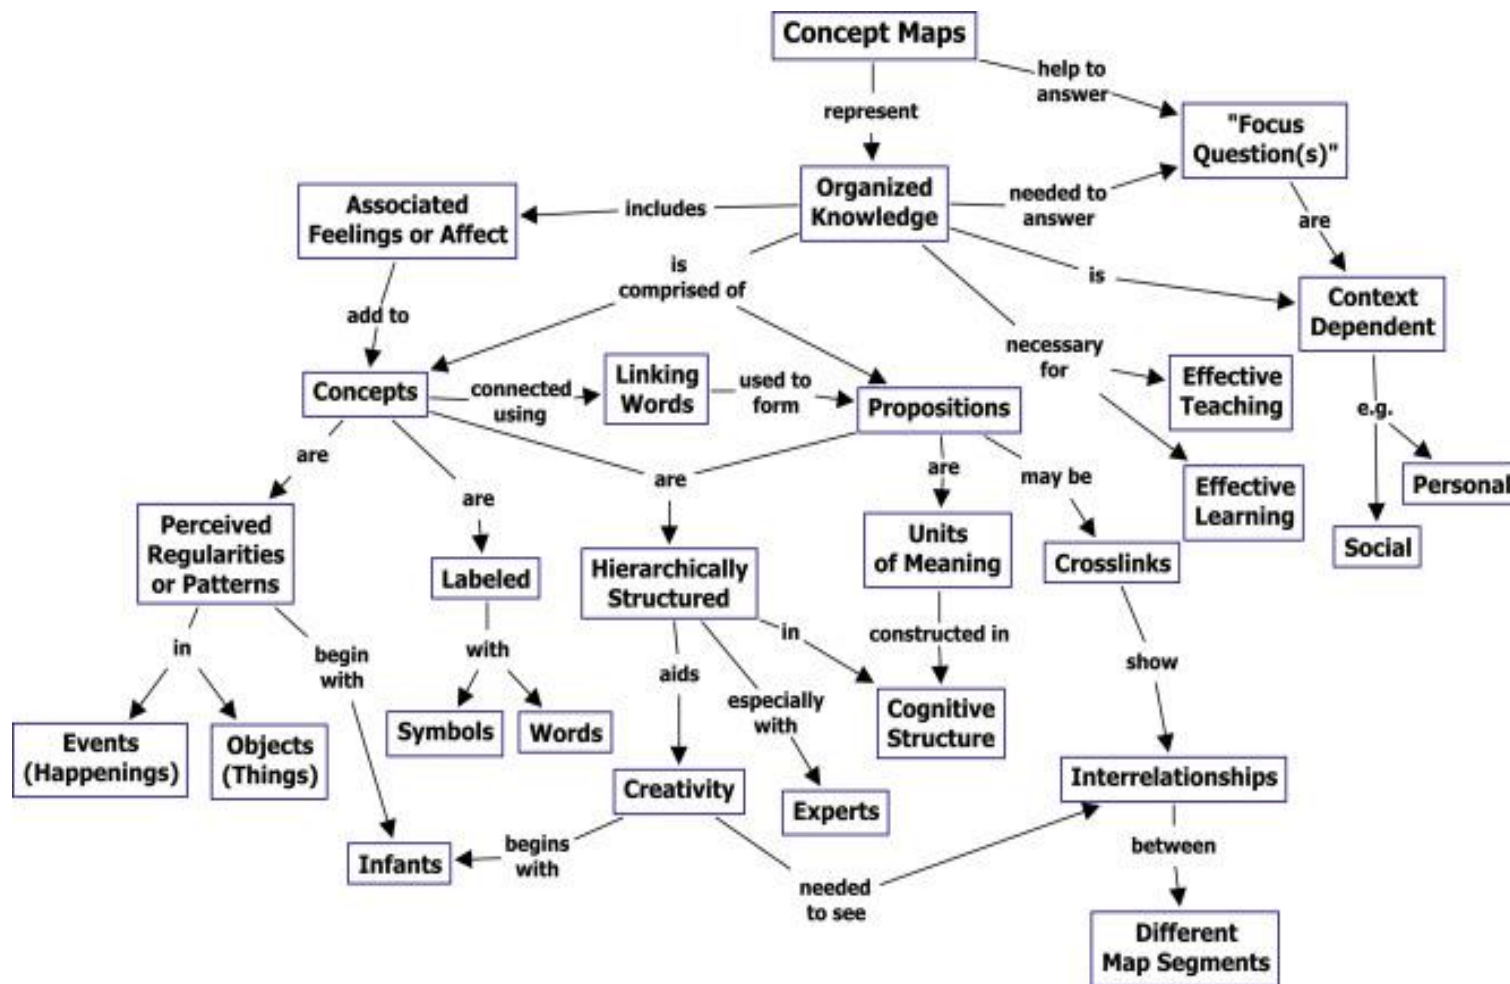 Concept Maps
help to
answer
represent
"Focus
Question(s)"
Organized
Knowledge
needed to
answer
Associated
Feelings or Affect
includes
are
is
comprised of
is
Context
Dependent
add to
necessary
for
Effective
Teaching
Concepts
connected
using
Linking
Words
used to
form
Propositions
e.g.
are
are
are
are
may be
Effective
Learning
Personal
Social
Perceived
Regularities
or Patterns
Labeled
Hierarchically
Structured
Units
of Meaning
Crosslinks
in
begin
with
with
aids
especially
with
in
constructed in
show
Events
(Happenings)
Objects
(Things)
Symbols
Words
Cognitive
Structure
Creativity
Experts
Interrelationships
Infants
begins
with
needed
to see
between
Different
Map Segments